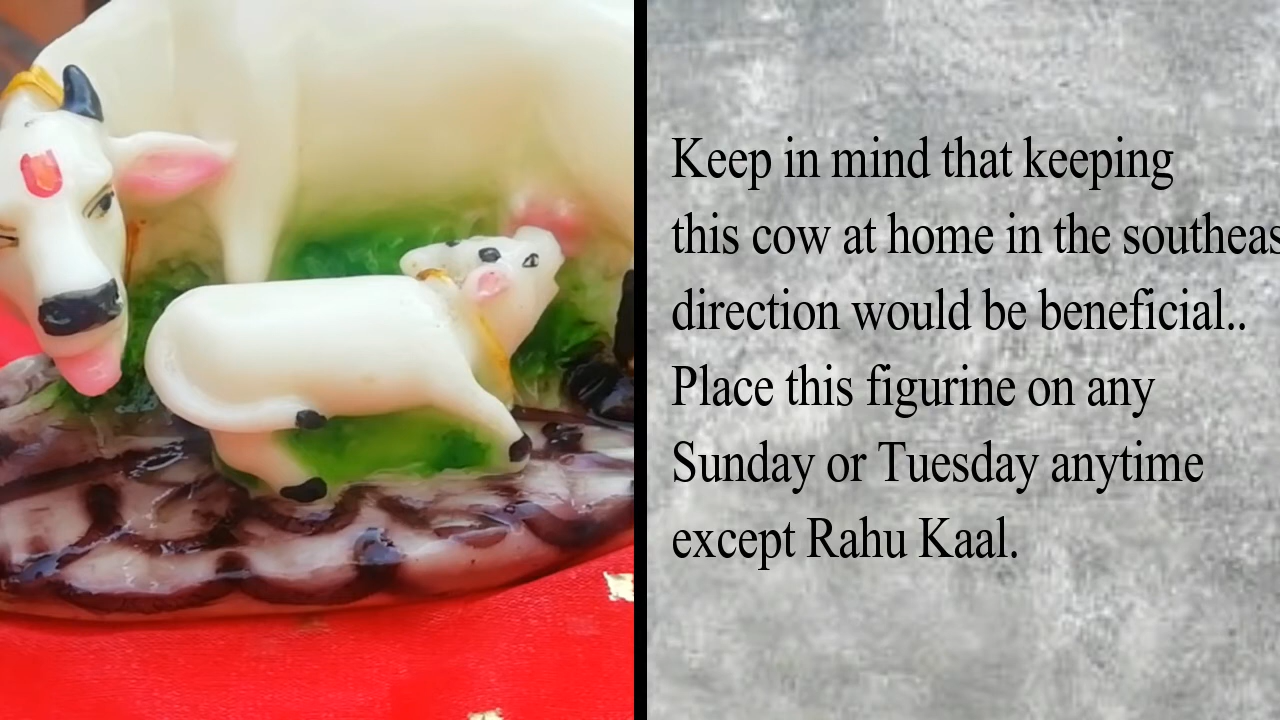 Keep in mind that keeping
this cow at home in the southeas
direction would be beneficial..
Place this figurine on any
Sunday or Tuesday anytime
except Rahu Kaal.